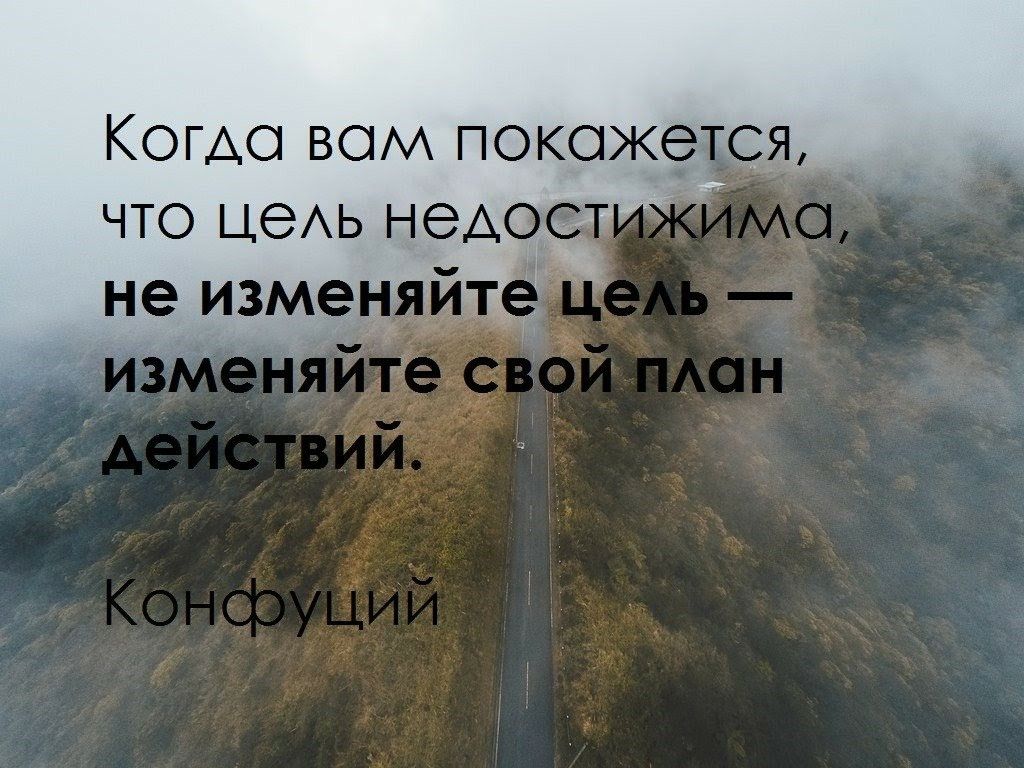 Когда вам покажется,
что цель недостижима,
не изменяйте цель —
изменяйте свой план
действий.
Конфуций